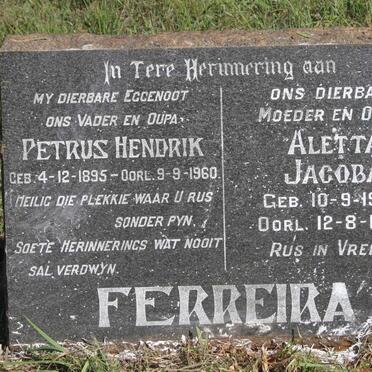 In Tere Herinnering aan
My dierbare Eggenoot
ons Vader en Oupa
Petrus Hendrik
Geb. 4-12-1895 – Oorl. 9-9-1960.
Heilig die plekkie waar U rus
sonder pyn.
Soete Herinnerings wat nooit
sal verdwyn.
ons dierba
Moeder en O
Aletta
Jacoba
Geb. 10-9-1
Oorl. 12-8-1
Rus in Vre
FERREIRA